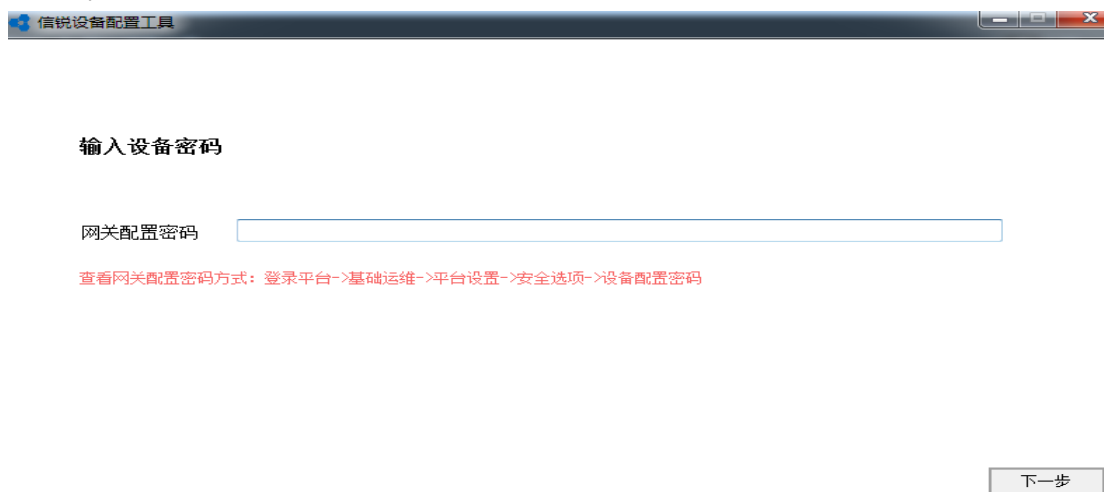 信锐设备配置工具
输入设备密码
网关配置密码
查看网关配置密码方式：登录平台->基础运维->平台设置->安全选项->设备配置密码
下一步